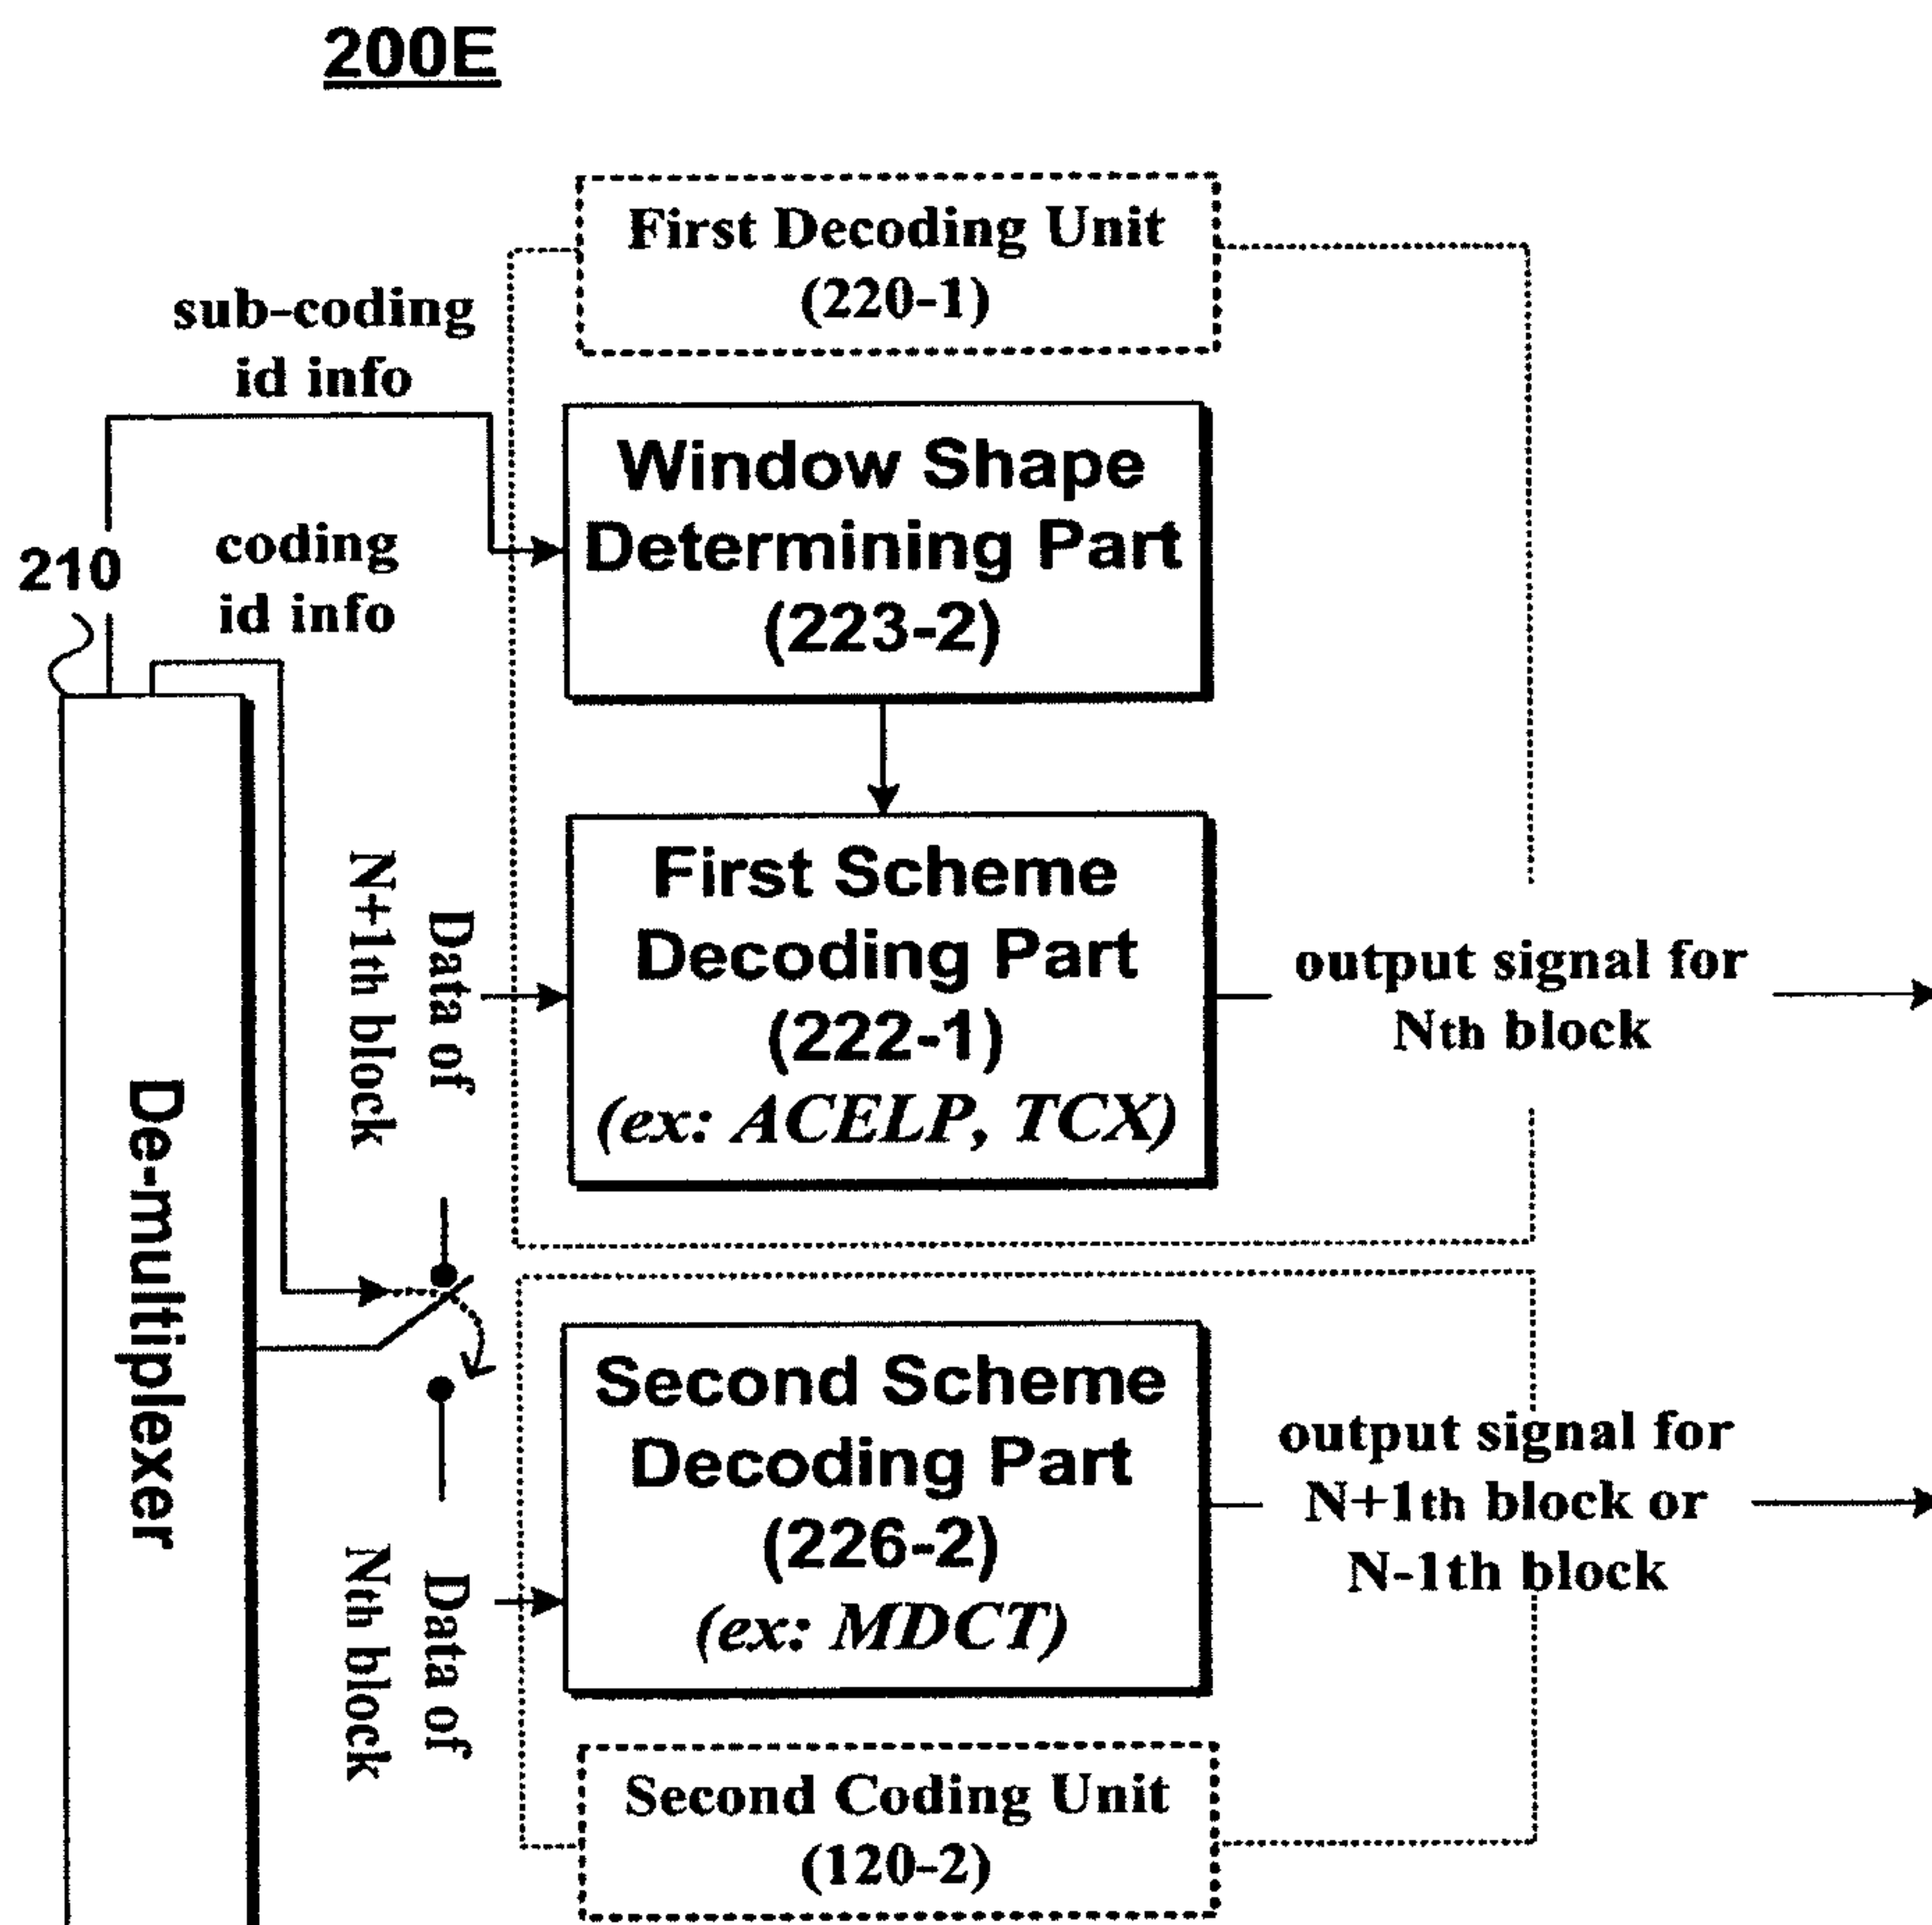 200E
First Decoding Unit
(220-1)
sub-coding
id info
Window Shape
Determining Part
(223-2)
210
coding
id info
First Scheme
Decoding Part
(222-1)
(ex: ACELP, TCX)
Data of
N+1th block
output signal for
Nth block
De-multiplexer
Second Scheme
Decoding Part
(226-2)
(ex: MDCT)
Data of
Nth block
output signal for
N+1th block or
N-1th block
Second Coding Unit
(120-2)